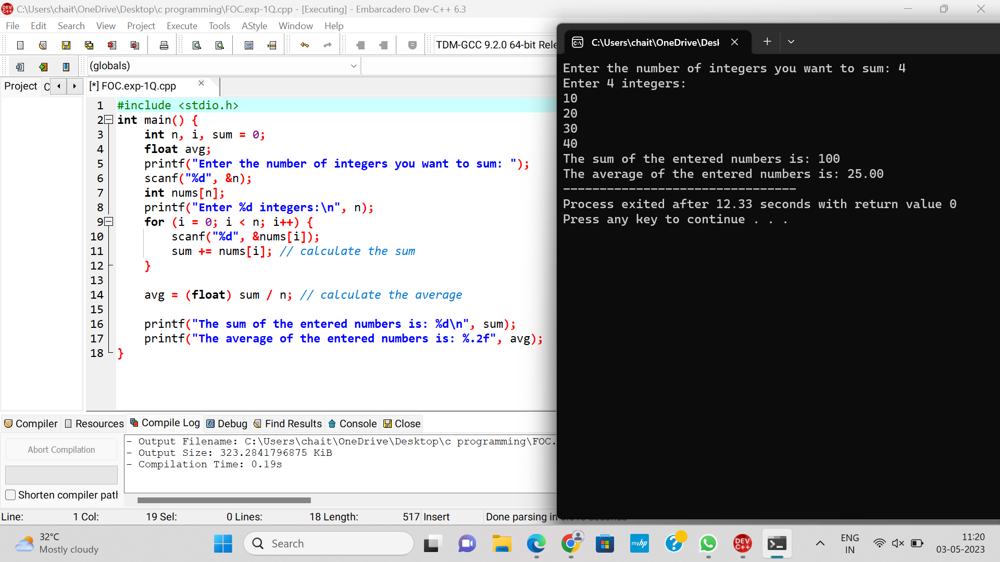 C:\Users\chait\OneDrive\Desktop\c programming\FOC.exp-1Q.cpp - [Executing] - Embarcadero Dev-C++ 6.3
File Edit Search View Project Execute Tools AStyle Window Help
TDM-GCC 9.2.0 64-bit Rele
(globals)
Project C
[*] FOC.exp-1Q.cpp
1 #include <stdio.h>
2 int main() {
3     int n, i, sum = 0;
4     float avg;
5     printf("Enter the number of integers you want to sum: ");
6     scanf("%d", &n);
7     int nums[n];
8     printf("Enter %d integers:\n", n);
9     for (i = 0; i < n; i++) {
10         scanf("%d", &nums[i]);
11         sum += nums[i]; // calculate the sum
12     }
13
14     avg = (float) sum / n; // calculate the average
15
16     printf("The sum of the entered numbers is: %d\n", sum);
17     printf("The average of the entered numbers is: %.2f", avg);
18 }
C:\Users\chait\OneDrive\Desl
Enter the number of integers you want to sum: 4
Enter 4 integers:
10
20
30
40
The sum of the entered numbers is: 100
The average of the entered numbers is: 25.00
--------------------------------
Process exited after 12.33 seconds with return value 0
Press any key to continue . . .
Compiler Resources Compile Log Debug Find Results Console Close
Abort Compilation
Shorten compiler path
- Output Filename: C:\Users\chait\OneDrive\Desktop\c programming\FOC.
- Output Size: 323.2841796875 KiB
- Compilation Time: 0.19s
Line: 1 Col: 19 Sel: 0 Lines: 18 Length: 517 Insert Done parsing in
32°C
Mostly cloudy
Search
myhp
DEV C++
ENG
IN
11:20
03-05-2023